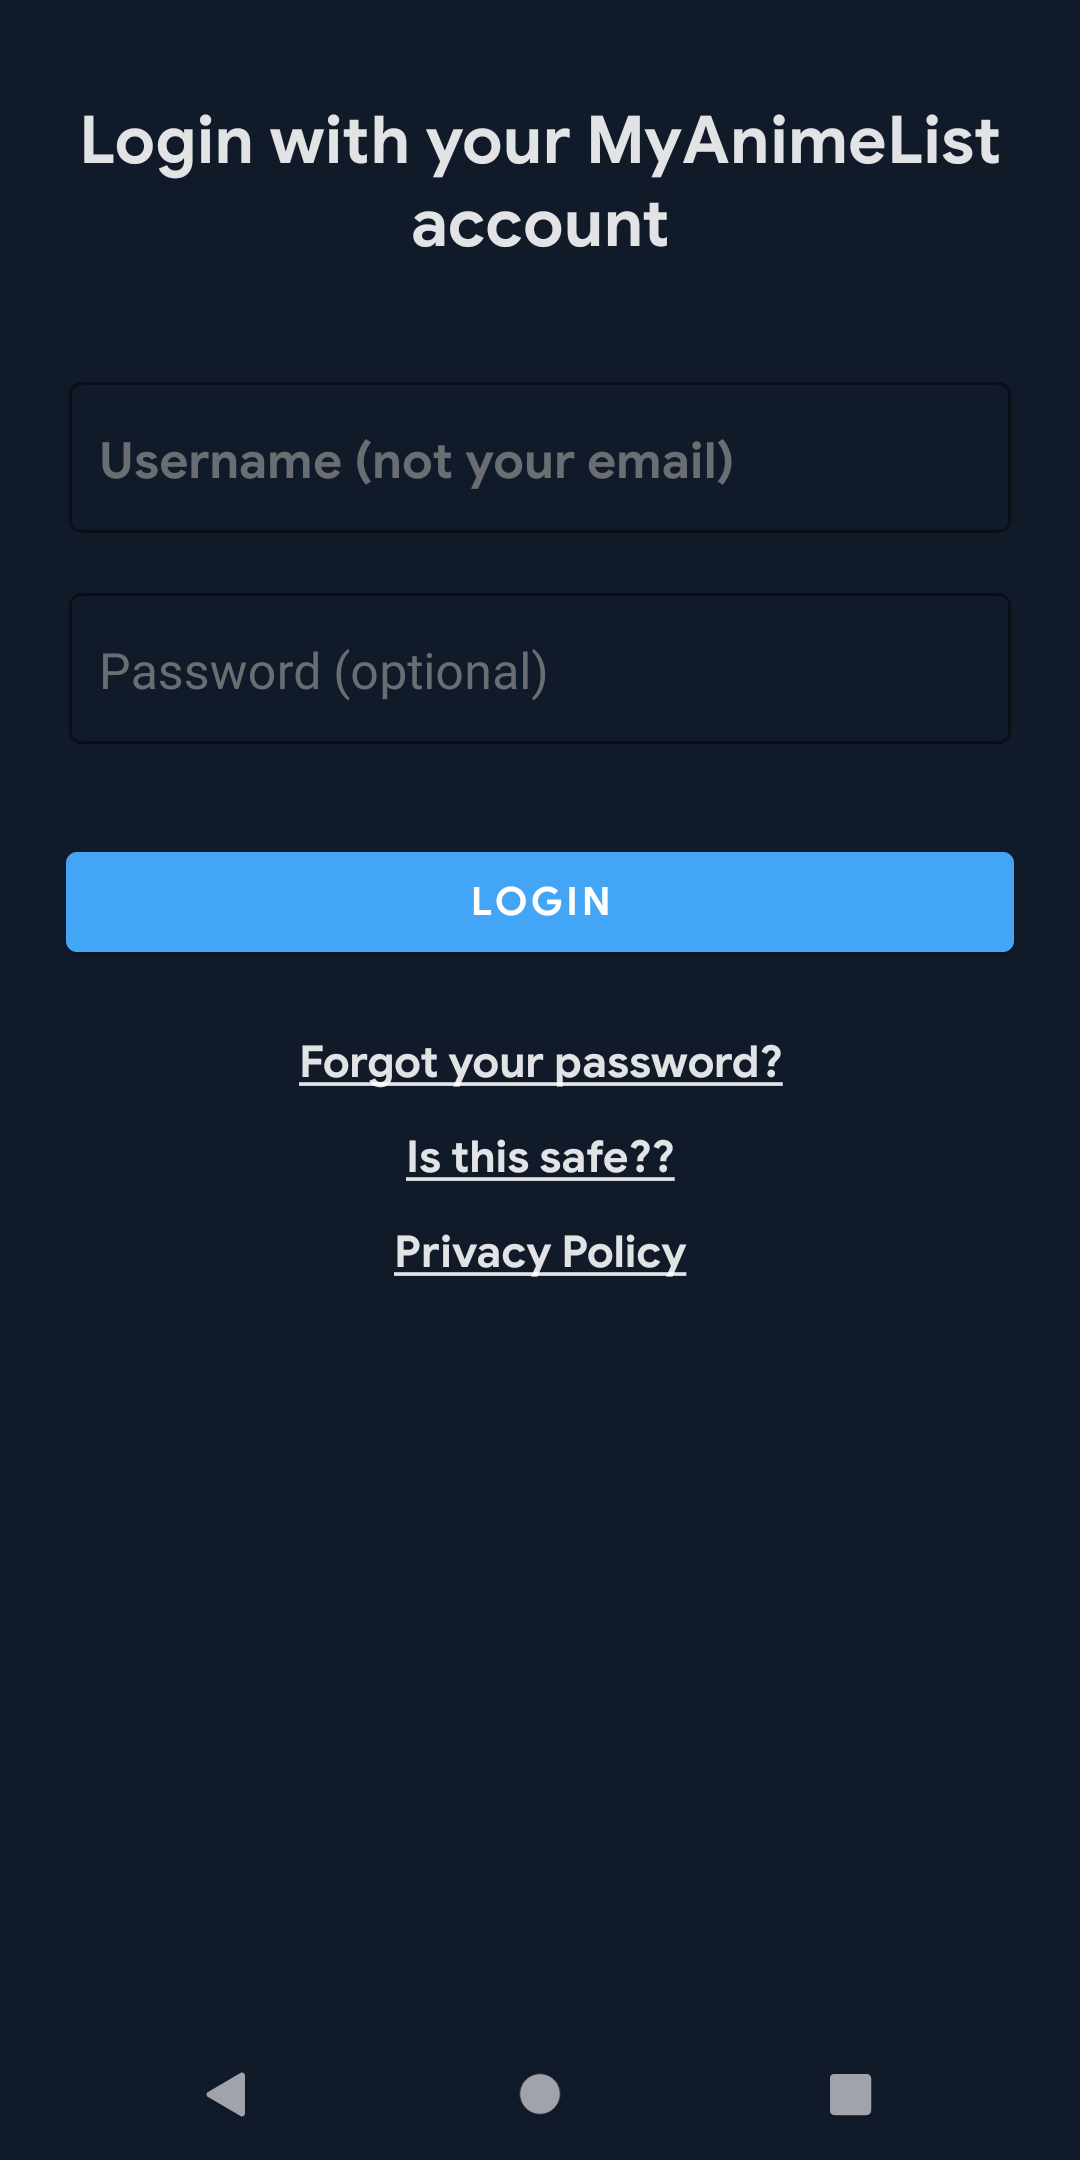 Login with your MyAnimeList
account
Username (not your email)
Password (optional)
LOGIN
Forgot your password?
Is this safe??
Privacy Policy